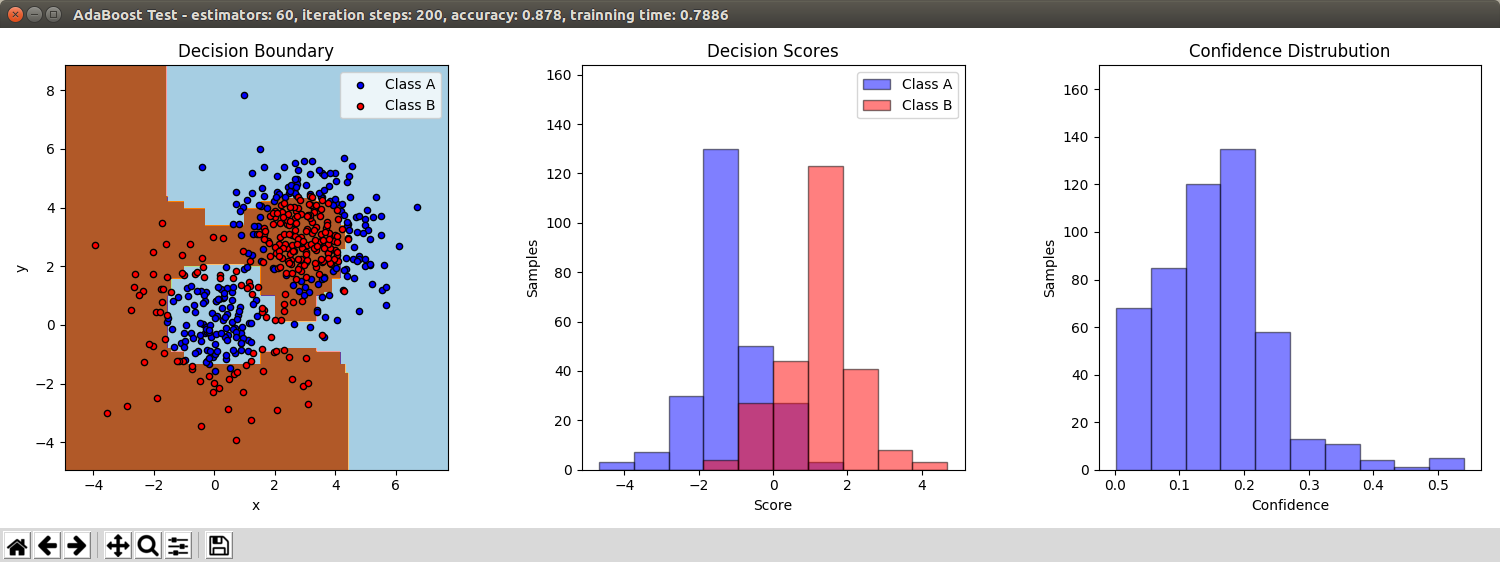 AdaBoost Test - estimators: 60, iteration steps: 200, accuracy: 0.878, trainning time: 0.7886
Decision Boundary
Class A
Class B
8
6
4
2
0
−2
−4
y
−4 −2 0 2 4 6
x
Decision Scores
Class A
Class B
160
140
120
100
80
60
40
20
0
Samples
−4 −2 0 2 4
Score
Confidence Distrubution
160
140
120
100
80
60
40
20
0
Samples
0.0 0.1 0.2 0.3 0.4 0.5
Confidence